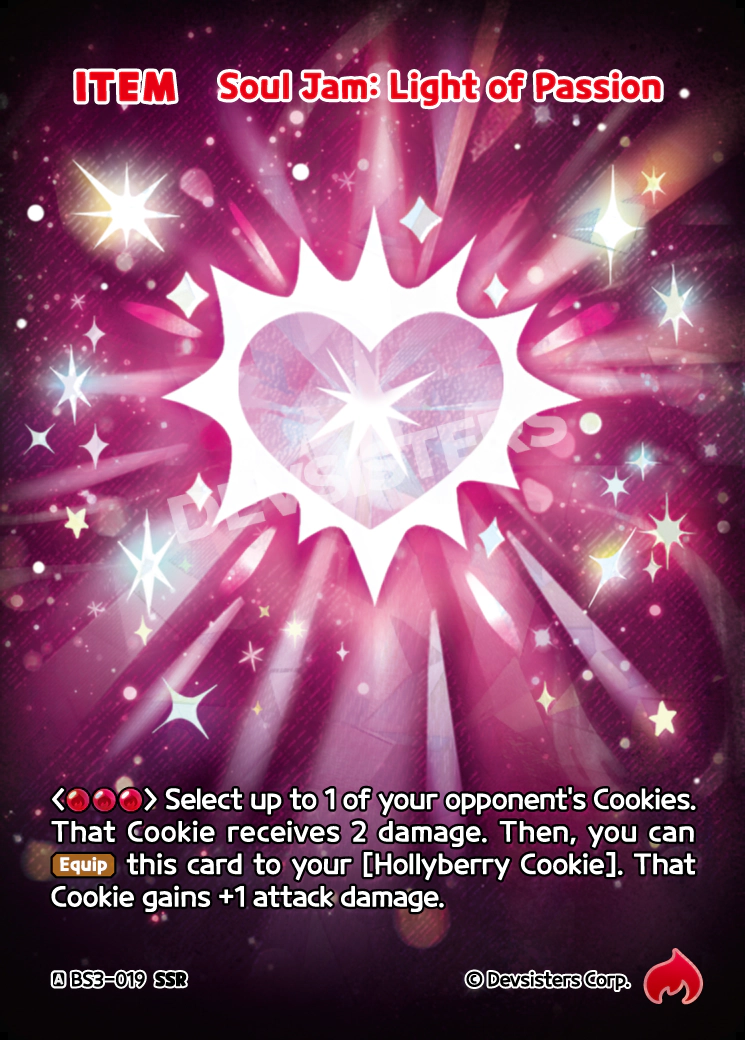 ITEM Soul Jam: Light of Passion
DEVSISTERS
<●●●> Select up to 1 of your opponent's Cookies.
That Cookie receives 2 damage. Then, you can
Equip this card to your [Hollyberry Cookie]. That
Cookie gains +1 attack damage.
A BS3-019 SSR © Devsisters Corp.